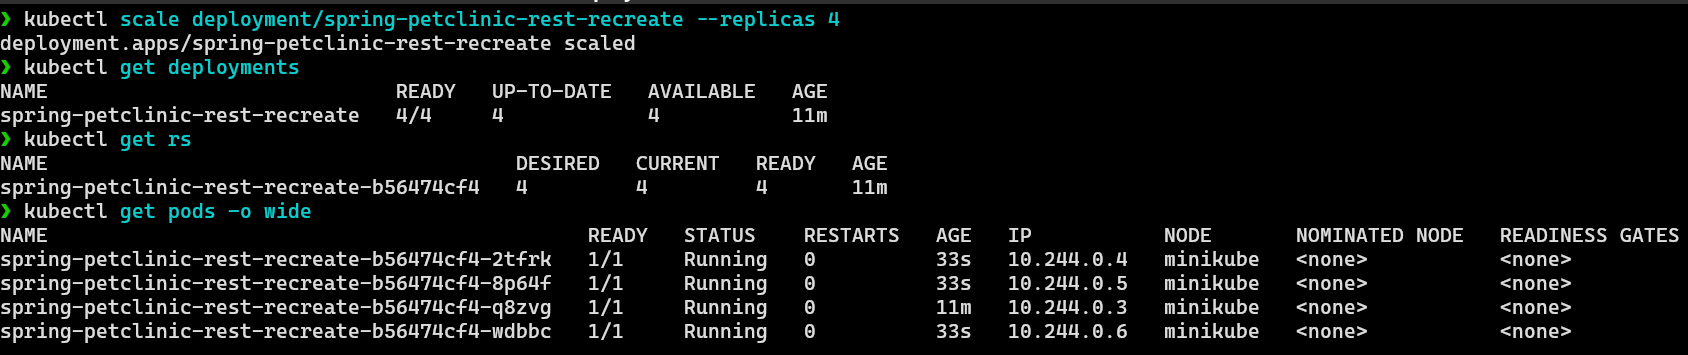 ❯ kubectl scale deployment/spring-petclinic-rest-recreate --replicas 4
deployment.apps/spring-petclinic-rest-recreate scaled
❯ kubectl get deployments
NAME                             READY   UP-TO-DATE   AVAILABLE   AGE
spring-petclinic-rest-recreate   4/4     4            4           11m
❯ kubectl get rs
NAME                                       DESIRED   CURRENT   READY   AGE
spring-petclinic-rest-recreate-b56474cf4   4         4         4       11m
❯ kubectl get pods -o wide
NAME                                             READY   STATUS    RESTARTS   AGE   IP           NODE       NOMINATED NODE   READINESS GATES
spring-petclinic-rest-recreate-b56474cf4-2tfrk   1/1     Running   0          33s   10.244.0.4   minikube   <none>           <none>
spring-petclinic-rest-recreate-b56474cf4-8p64f   1/1     Running   0          33s   10.244.0.5   minikube   <none>           <none>
spring-petclinic-rest-recreate-b56474cf4-q8zvg   1/1     Running   0          11m   10.244.0.3   minikube   <none>           <none>
spring-petclinic-rest-recreate-b56474cf4-wdbbc   1/1     Running   0          33s   10.244.0.6   minikube   <none>           <none>